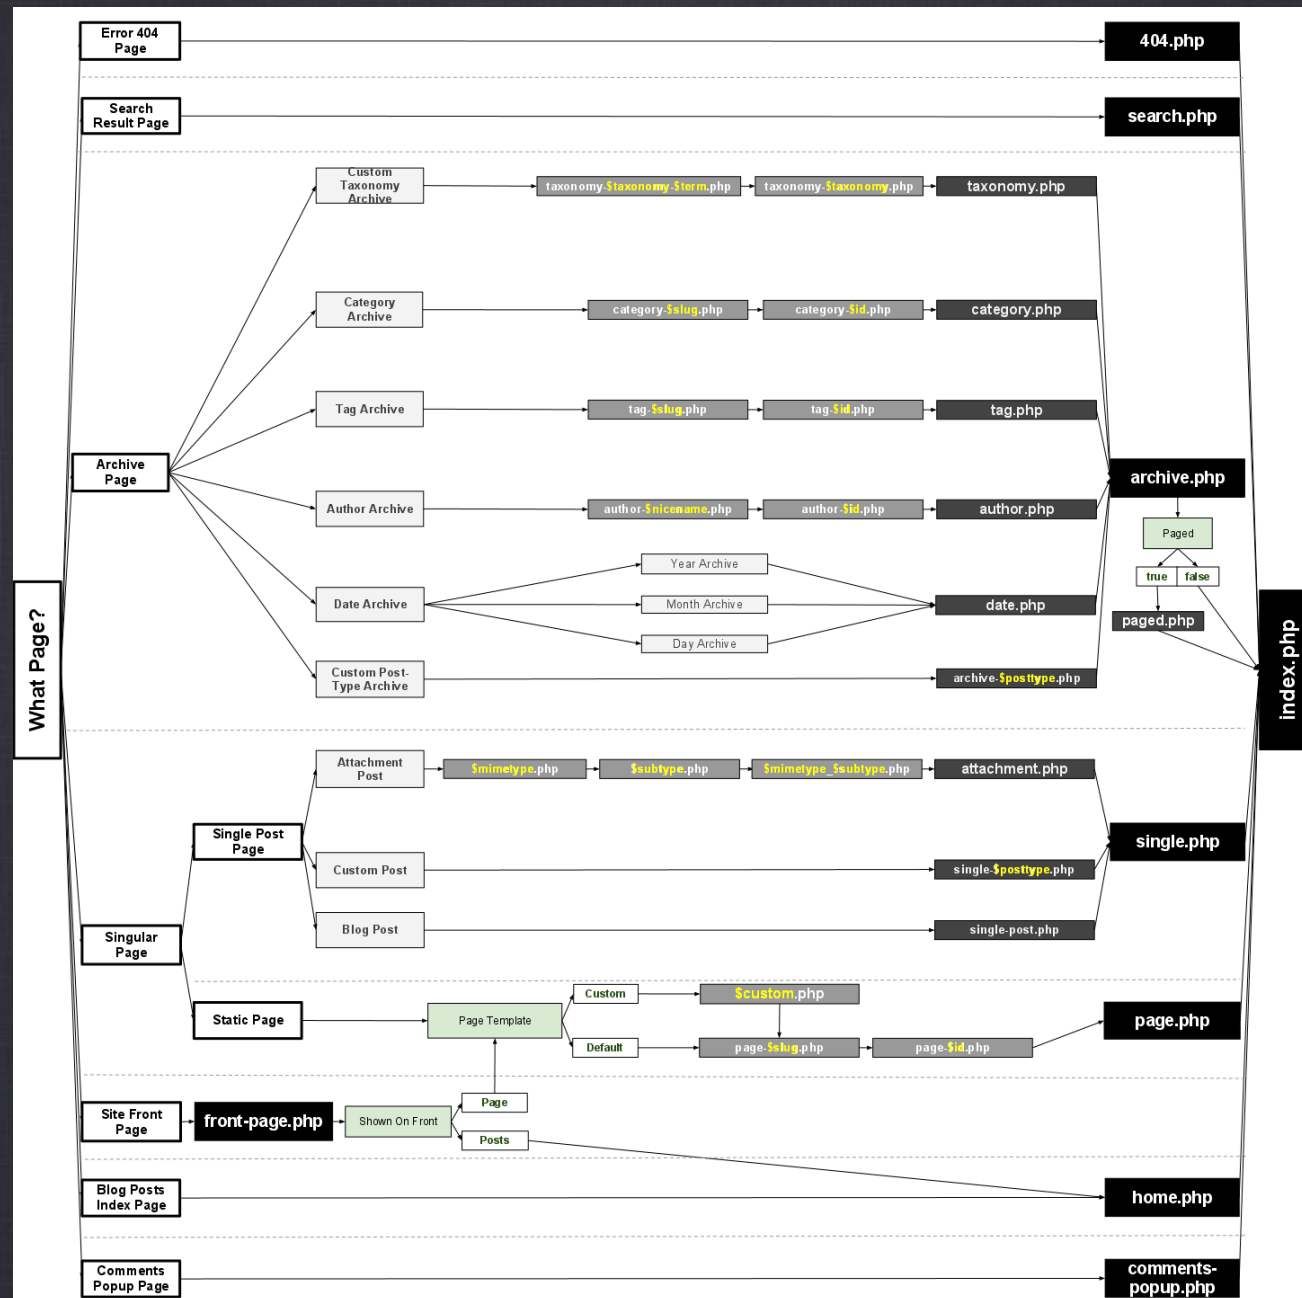 Error 404
Page
404.php
Search
Result Page
search.php
Custom
Taxonomy
Archive
taxonomy-$taxonomy-$term.php
taxonomy-$taxonomy.php
taxonomy.php
Category
Archive
category-$slug.php
category-$id.php
category.php
Tag Archive
tag-$slug.php
tag-$id.php
tag.php
Archive
Page
archive.php
Author Archive
author-$nicename.php
author-$id.php
author.php
Paged
true
false
paged.php
Date Archive
Year Archive
Month Archive
Day Archive
date.php
Custom Post-
Type Archive
archive-$posttype.php
What Page?
index.php
Attachment
Post
$mimetype.php
$subtype.php
$mimetype_$subtype.php
attachment.php
Single Post
Page
single.php
Custom Post
single-$posttype.php
Blog Post
single-post.php
Singular
Page
Static Page
Page Template
Custom
$custom.php
Default
page-$slug.php
page-$id.php
page.php
Site Front
Page
front-page.php
Shown On Front
Page
Posts
Blog Posts
Index Page
home.php
Comments
Popup Page
comments-
popup.php